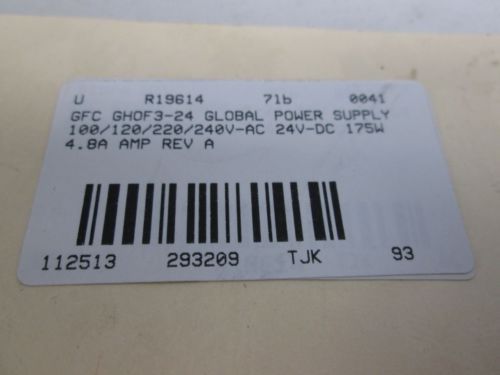 U R19614 7lb 0041
GFC GHOF3-24 GLOBAL POWER SUPPLY
100/120/220/240V-AC 24V-DC 175W
4.8A AMP REV A
112513 293209 TJK 93